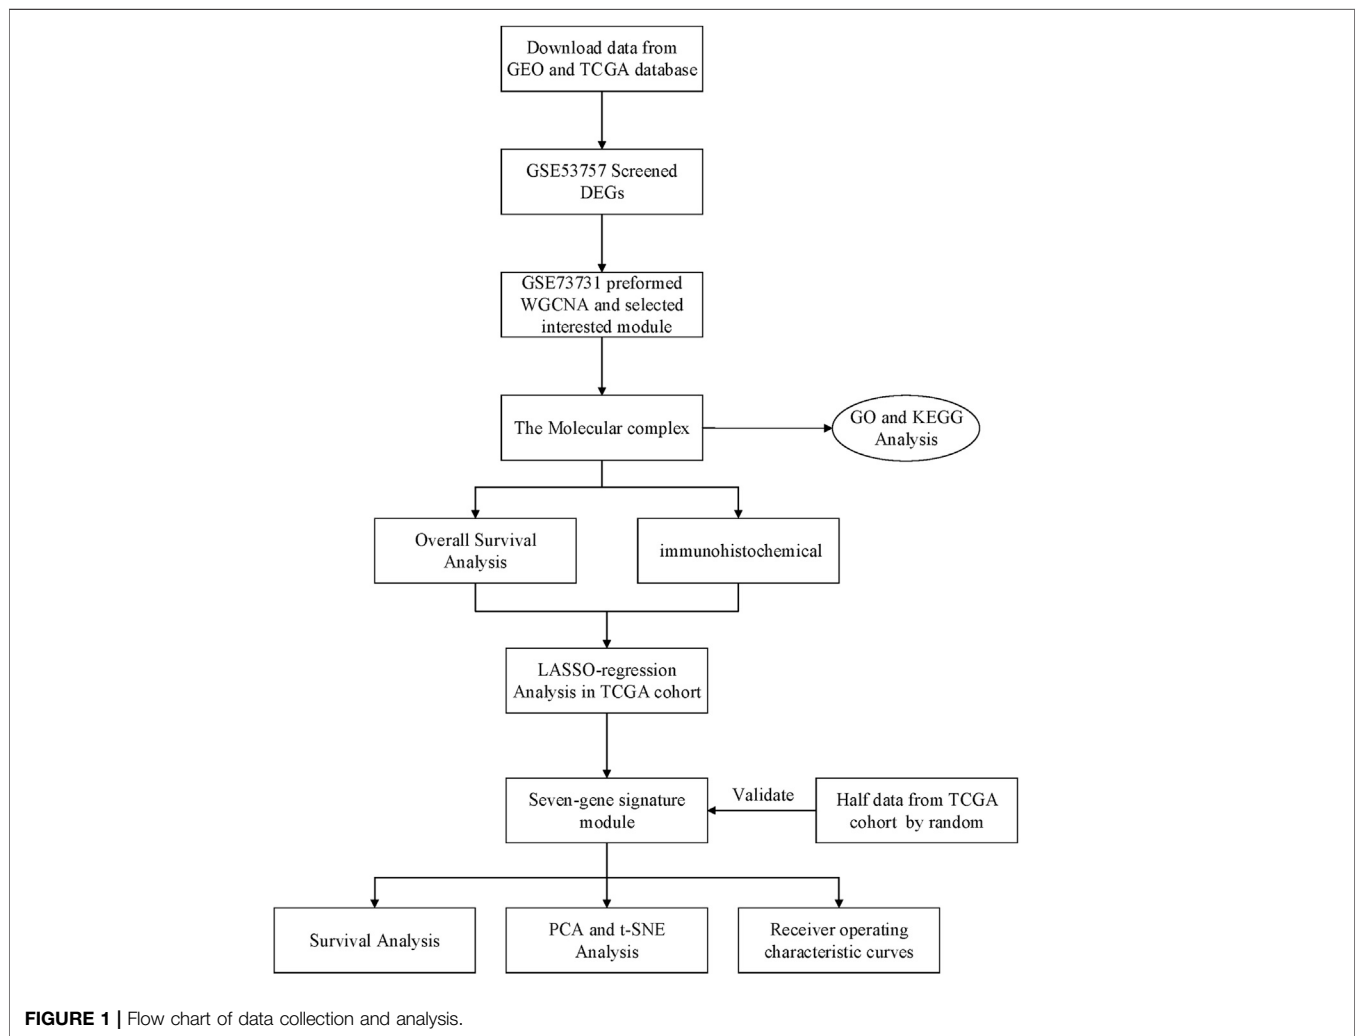 Download data from
GEO and TCGA database
GSE53757 Screened
DEGs
GSE73731 preformed
WGCNA and selected
interested module
The Molecular complex
GO and KEGG
Analysis
Overall Survival
Analysis
immunohistochemical
LASSO-regression
Analysis in TCGA cohort
Seven-gene signature
module
Validate
Half data from TCGA
cohort by random
Survival Analysis
PCA and t-SNE
Analysis
Receiver operating
characteristic curves
FIGURE 1 | Flow chart of data collection and analysis.